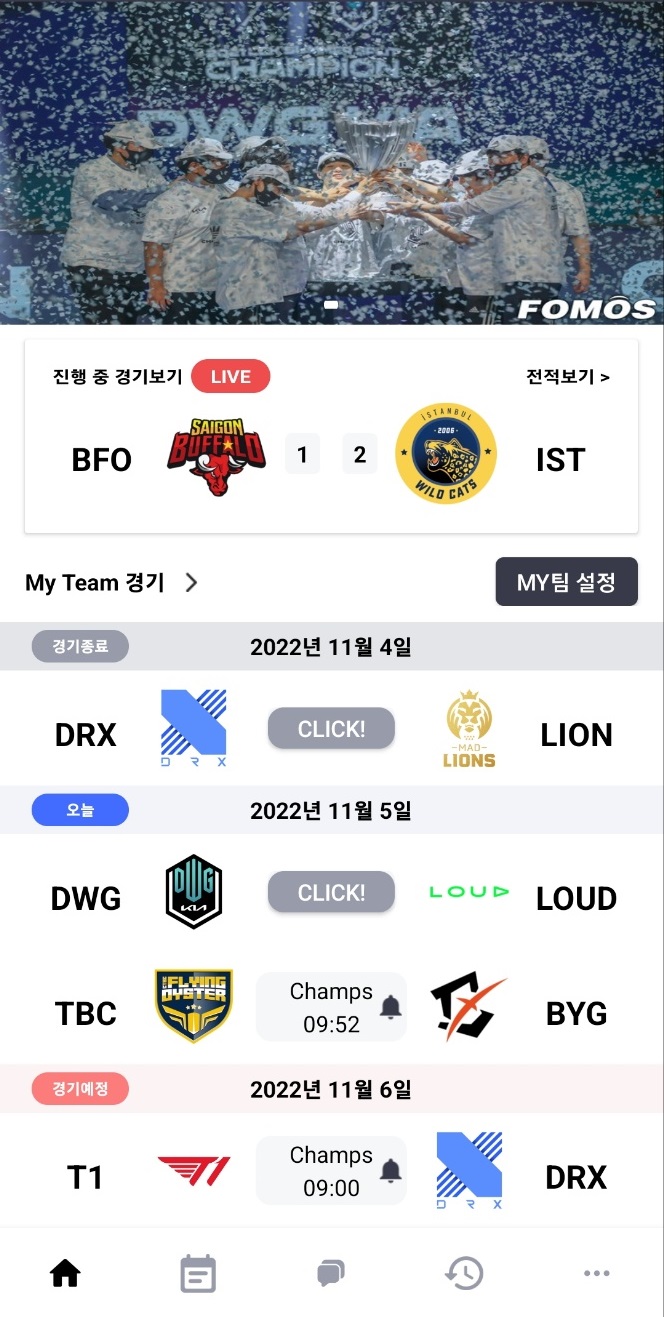 CHAMPION
DWG KIA
FOMOS
진행 중 경기보기 LIVE 전적보기 >
BFO SAIGON BUFFALO 1 2 İSTANBUL 2006 WILD CATS IST
My Team 경기 > MY팀 설정
경기종료 2022년 11월 4일
DRX DRX CLICK! MAD LIONS LION
오늘 2022년 11월 5일
DWG DWG KIA CLICK! LOUD LOUD
TBC THE FLYING OYSTER Champs 09:52 BYG
경기예정 2022년 11월 6일
T1 T1 Champs 09:00 DRX DRX